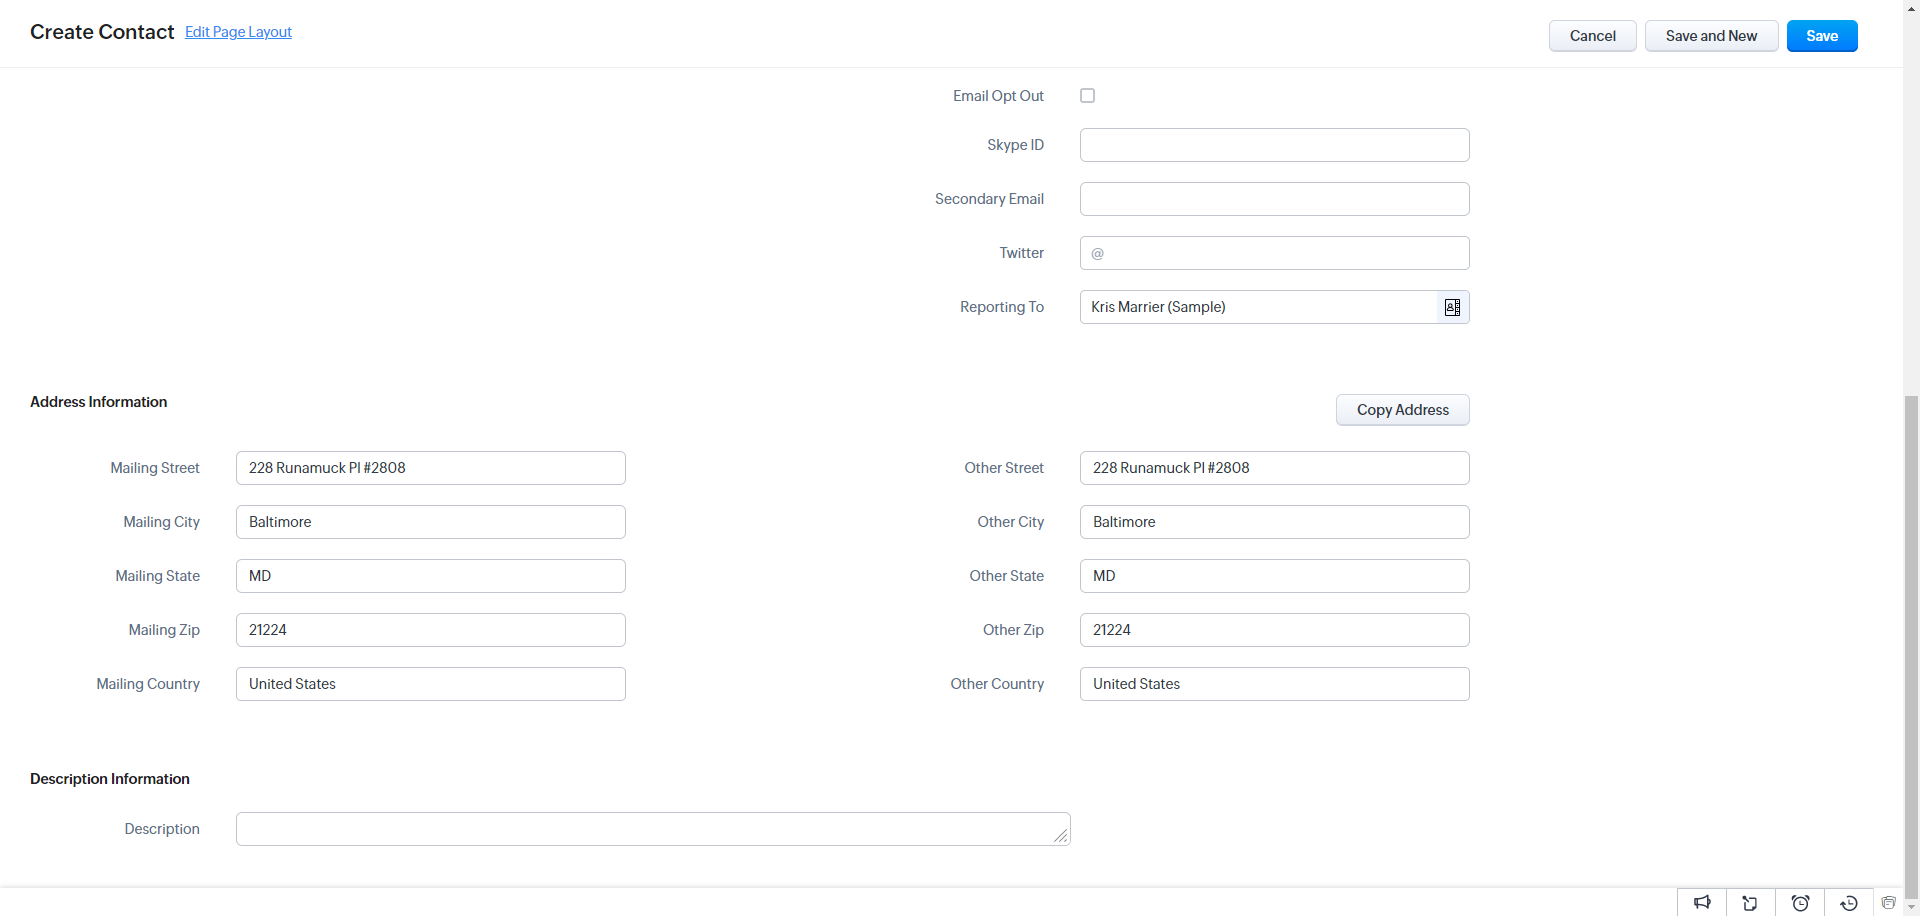 Create Contact Edit Page Layout
Cancel Save and New Save
Email Opt Out
Skype ID
Secondary Email
Twitter @
Reporting To Kris Marrier (Sample)
Address Information Copy Address
Mailing Street 228 Runamuck Pl #2808 Other Street 228 Runamuck Pl #2808
Mailing City Baltimore Other City Baltimore
Mailing State MD Other State MD
Mailing Zip 21224 Other Zip 21224
Mailing Country United States Other Country United States
Description Information
Description